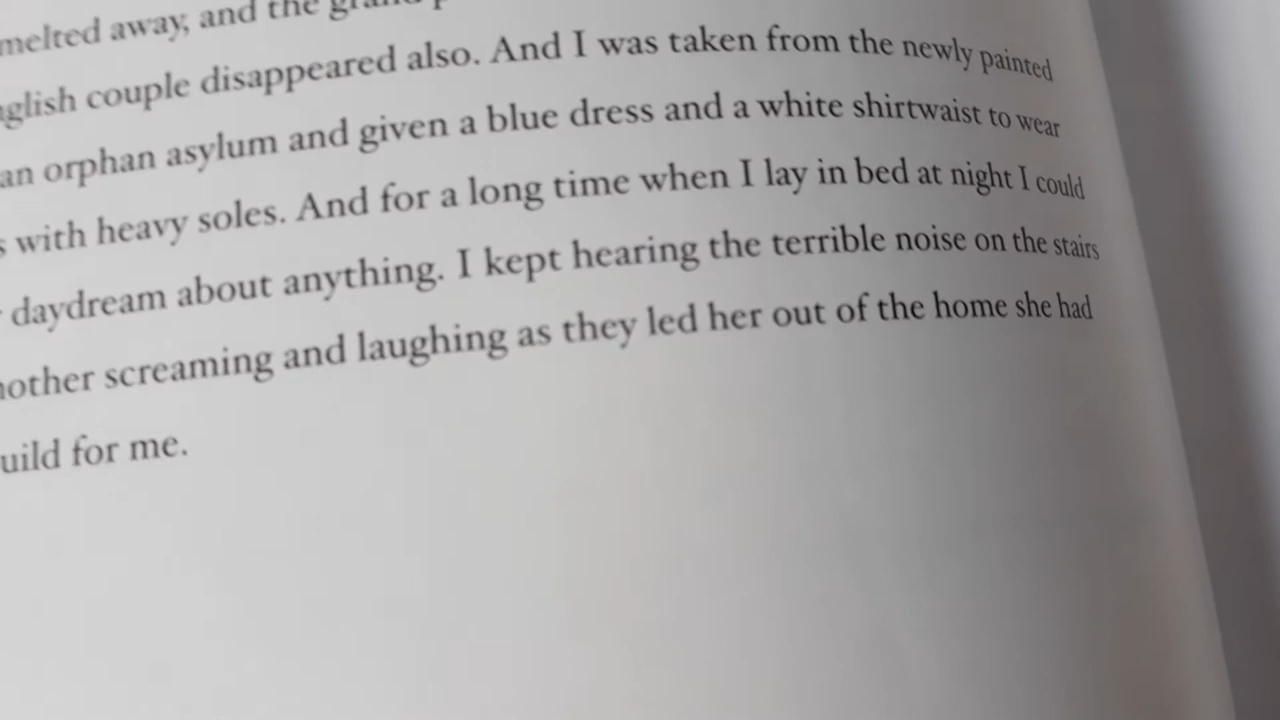 melted away, and the grand
nglish couple disappeared also. And I was taken from the newly painted
an orphan asylum and given a blue dress and a white shirtwaist to wear
s with heavy soles. And for a long time when I lay in bed at night I could
daydream about anything. I kept hearing the terrible noise on the stairs
nother screaming and laughing as they led her out of the home she had
uild for me.